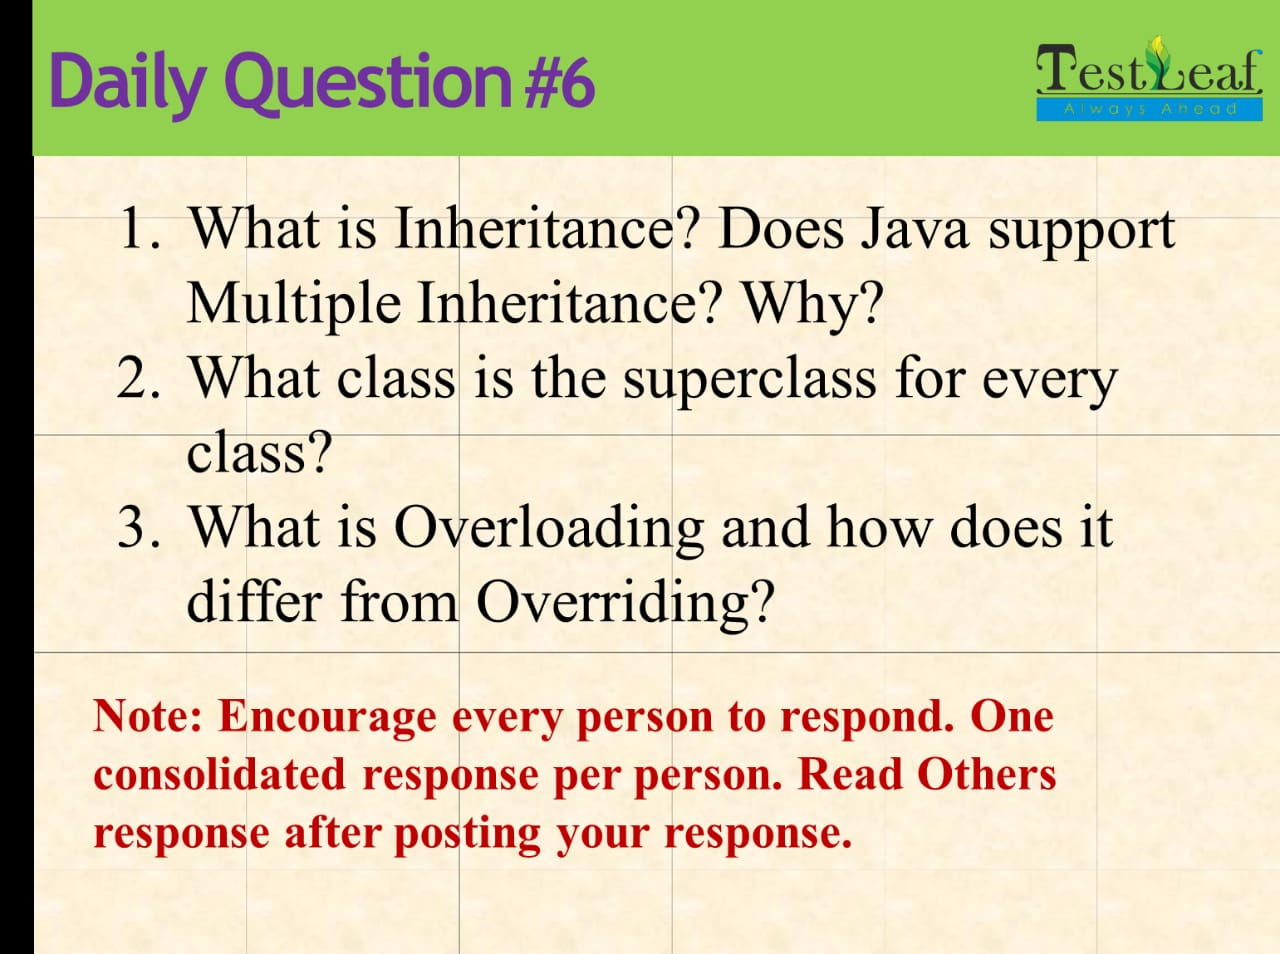 Daily Question #6
TestLeaf
Always Ahead
1. What is Inheritance? Does Java support
Multiple Inheritance? Why?
2. What class is the superclass for every
class?
3. What is Overloading and how does it
differ from Overriding?
Note: Encourage every person to respond. One
consolidated response per person. Read Others
response after posting your response.